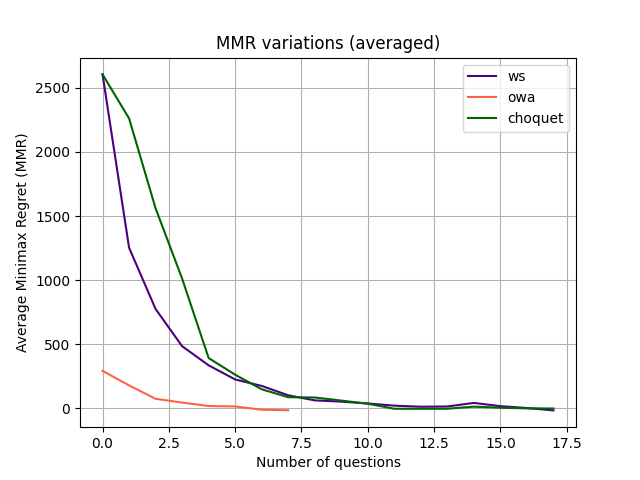 MMR variations (averaged)
ws
owa
choquet
Average Minimax Regret (MMR)
2500
2000
1500
1000
500
0
0.0 2.5 5.0 7.5 10.0 12.5 15.0 17.5
Number of questions